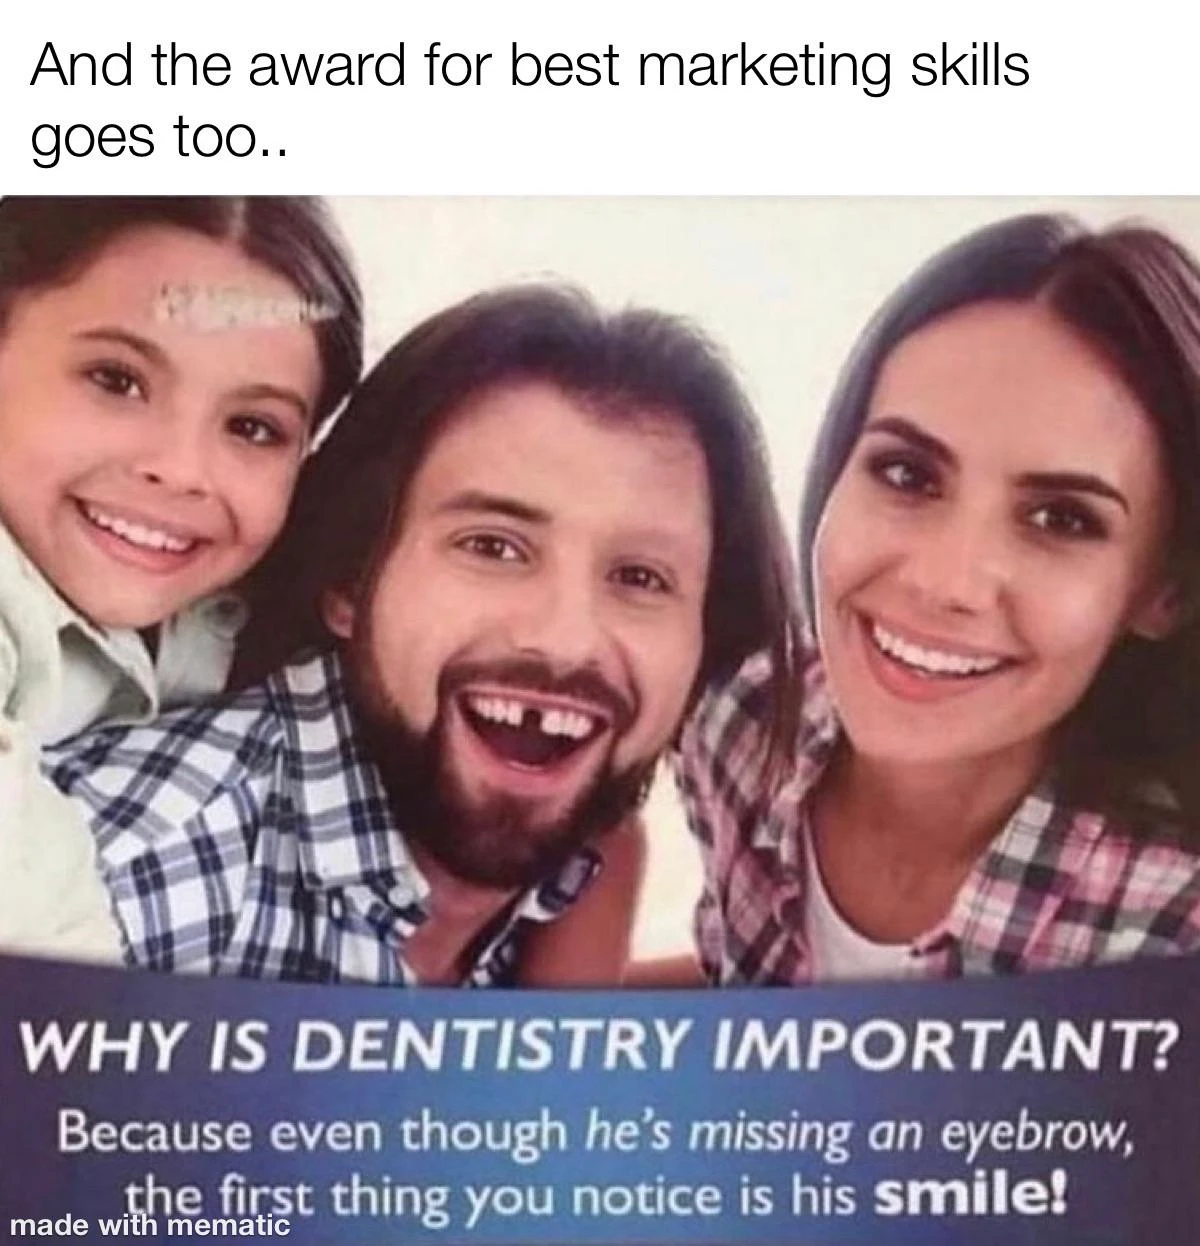 And the award for best marketing skills
goes too..
WHY IS DENTISTRY IMPORTANT?
Because even though he's missing an eyebrow,
the first thing you notice is his smile!
made with mematic